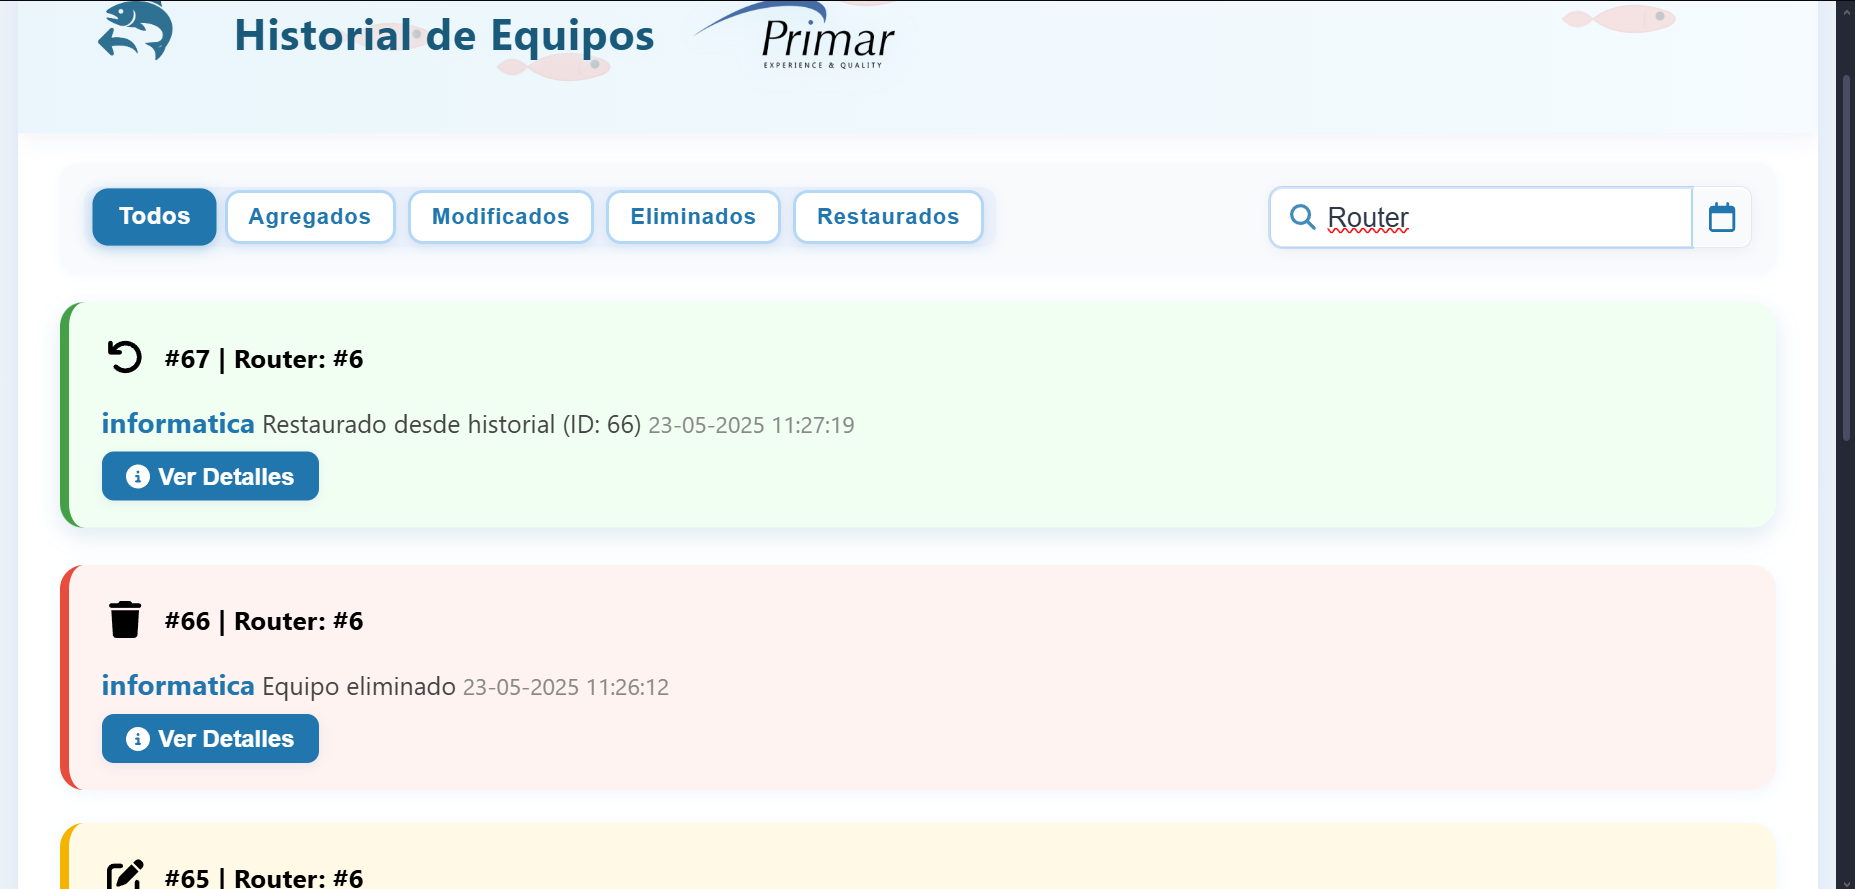 Historial de Equipos
Primar
EXPERIENCE & QUALITY
Todos
Agregados
Modificados
Eliminados
Restaurados
Router
#67 | Router: #6
informatica Restaurado desde historial (ID: 66) 23-05-2025 11:27:19
Ver Detalles
#66 | Router: #6
informatica Equipo eliminado 23-05-2025 11:26:12
Ver Detalles
#65 | Router: #6